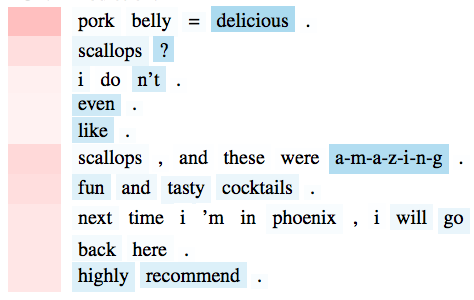 pork belly = delicious .
scallops ?
i do n't .
even .
like .
scallops , and these were a-m-a-z-i-n-g .
fun and tasty cocktails .
next time i 'm in phoenix , i will go
back here .
highly recommend .